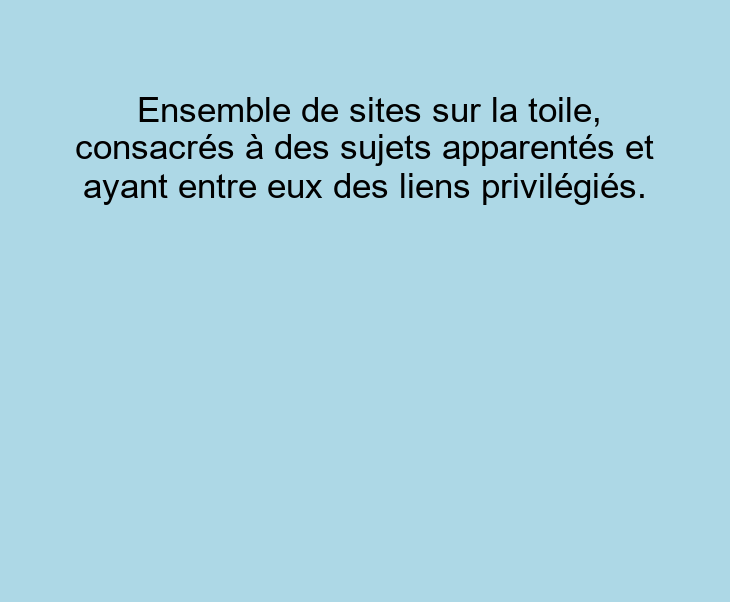 Ensemble de sites sur la toile,
consacrés à des sujets apparentés et
ayant entre eux des liens privilégiés.